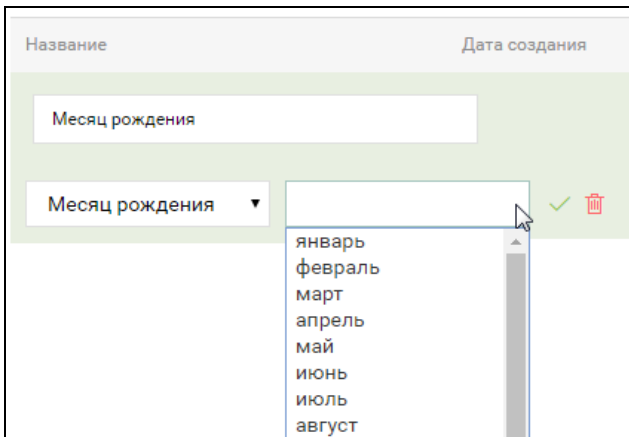 Название Дата создания
Месяц рождения
Месяц рождения
январь
февраль
март
апрель
май
июнь
июль
август